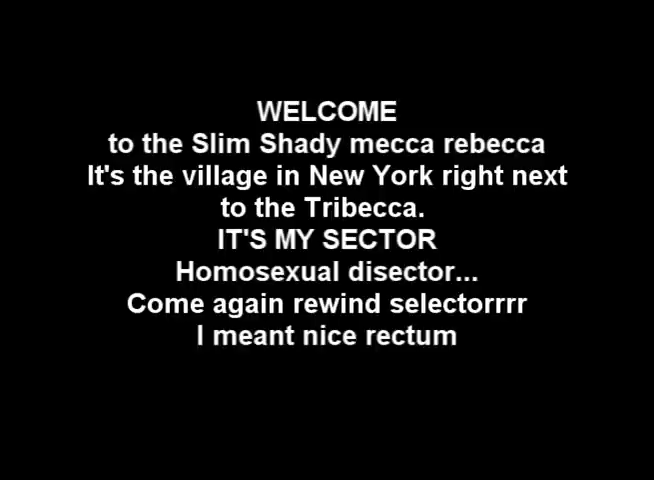 WELCOME
to the Slim Shady mecca rebecca
It's the village in New York right next
to the Tribecca.
IT'S MY SECTOR
Homosexual disector...
Come again rewind selectorrrr
I meant nice rectum